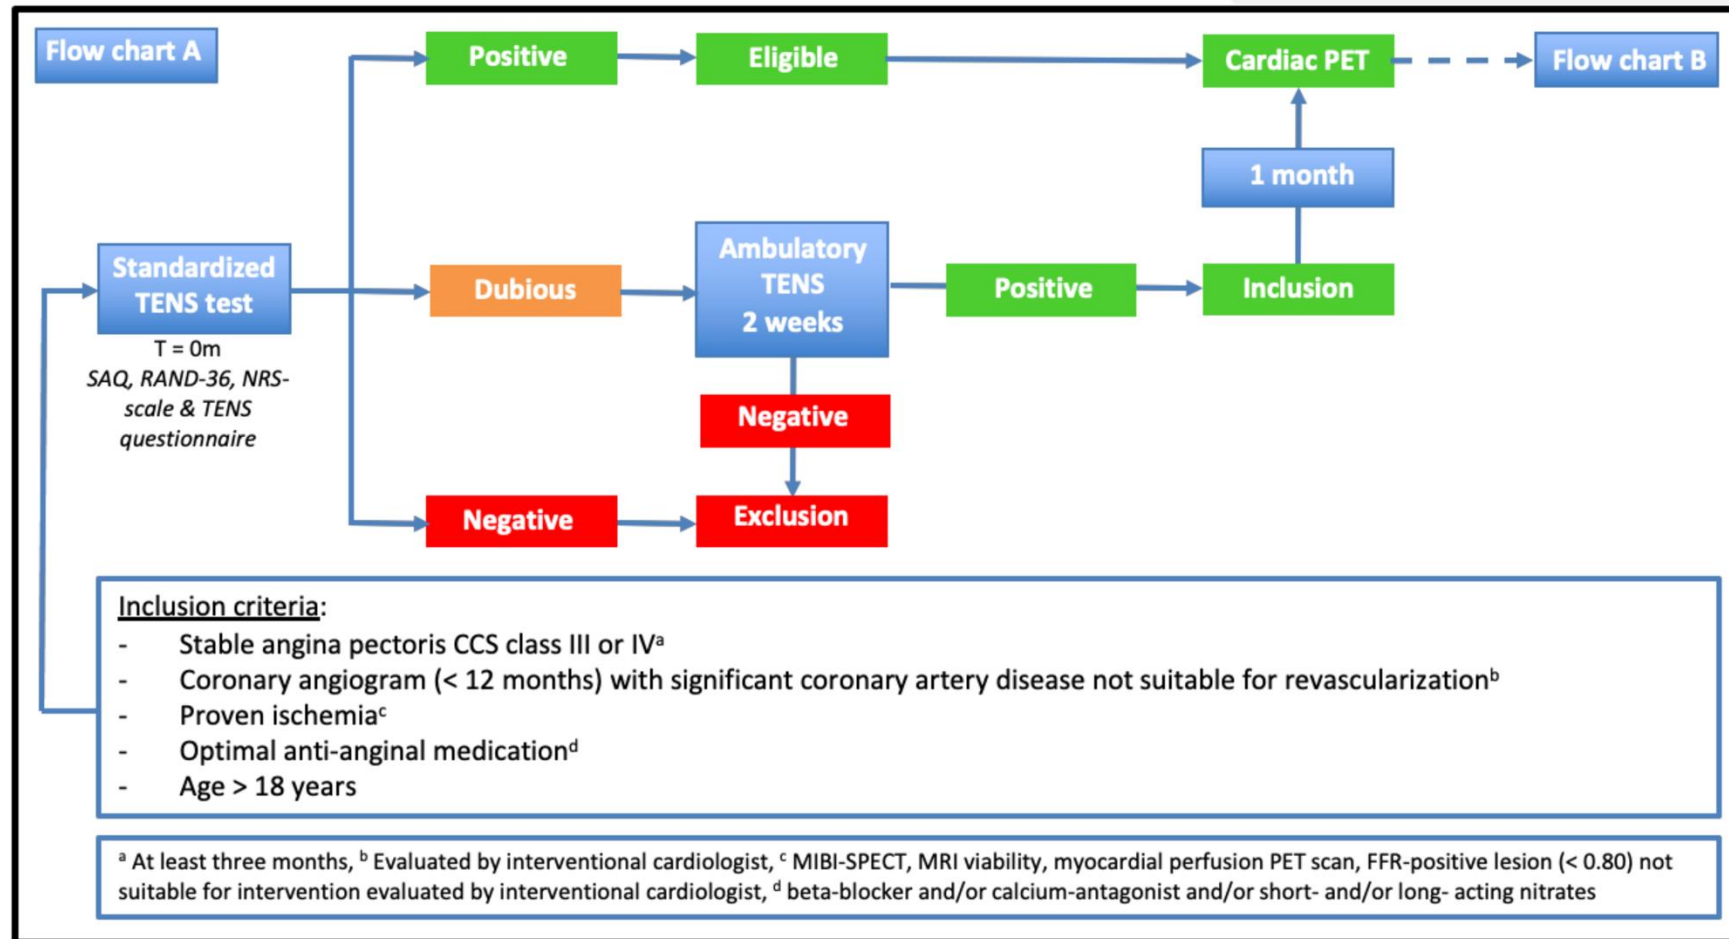 Flow chart A
Positive
Eligible
Cardiac PET
Flow chart B
1 month
Standardized
TENS test
T = 0m
SAQ, RAND-36, NRS-
scale & TENS
questionnaire
Dubious
Ambulatory
TENS
2 weeks
Positive
Inclusion
Negative
Negative
Exclusion
Inclusion criteria:
- Stable angina pectoris CCS class III or IVᵃ
- Coronary angiogram (< 12 months) with significant coronary artery disease not suitable for revascularizationᵇ
- Proven ischemiaᶜ
- Optimal anti-anginal medicationᵈ
- Age > 18 years
ᵃ At least three months, ᵇ Evaluated by interventional cardiologist, ᶜ MIBI-SPECT, MRI viability, myocardial perfusion PET scan, FFR-positive lesion (< 0.80) not
suitable for intervention evaluated by interventional cardiologist, ᵈ beta-blocker and/or calcium-antagonist and/or short- and/or long- acting nitrates